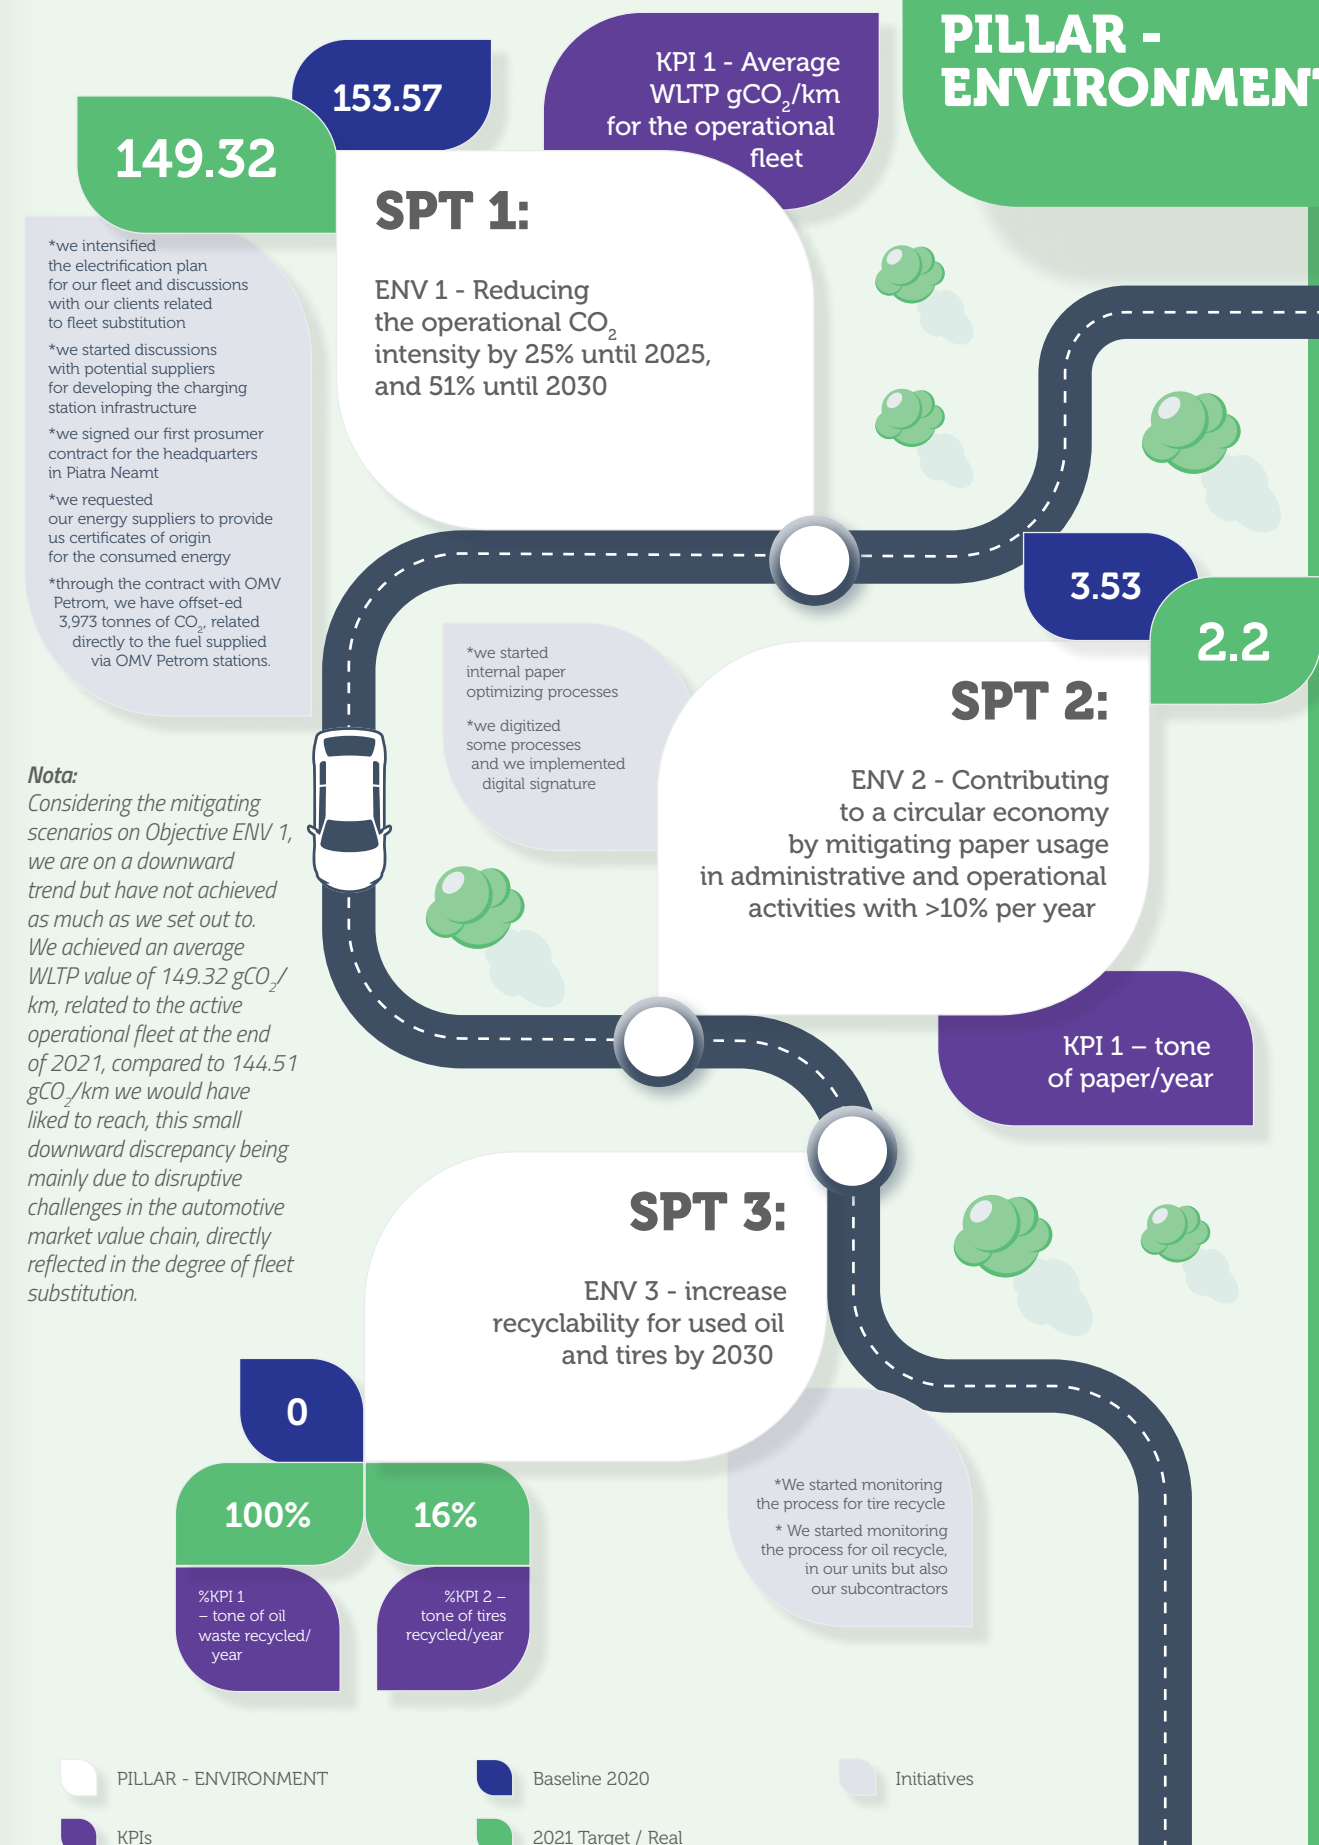 PILLAR -
ENVIRONMENT
153.57
149.32
KPI 1 - Average
WLTP gCO2/km
for the operational
fleet
SPT 1:
ENV 1 - Reducing
the operational CO2
intensity by 25% until 2025,
and 51% until 2030
*we intensified
the electrification plan
for our fleet and discussions
with our clients related
to fleet substitution
*we started discussions
with potential suppliers
for developing the charging
station infrastructure
*we signed our first prosumer
contract for the headquarters
in Piatra Neamt
*we requested
our energy suppliers to provide
us certificates of origin
for the consumed energy
*through the contract with OMV
Petrom, we have offset-ed
3,973 tonnes of CO2, related
directly to the fuel supplied
via OMV Petrom stations.
3.53
2.2
*we started
internal paper
optimizing processes
*we digitized
some processes
and we implemented
digital signature
SPT 2:
ENV 2 - Contributing
to a circular economy
by mitigating paper usage
in administrative and operational
activities with >10% per year
KPI 1 – tone
of paper/year
Nota:
Considering the mitigating
scenarios on Objective ENV 1,
we are on a downward
trend but have not achieved
as much as we set out to.
We achieved an average
WLTP value of 149.32 gCO2/
km, related to the active
operational fleet at the end
of 2021, compared to 144.51
gCO2/km we would have
liked to reach, this small
downward discrepancy being
mainly due to disruptive
challenges in the automotive
market value chain, directly
reflected in the degree of fleet
substitution.
SPT 3:
ENV 3 - increase
recyclability for used oil
and tires by 2030
0
100%
16%
%KPI 1
– tone of oil
waste recycled/
year
%KPI 2 –
tone of tires
recycled/year
*We started monitoring
the process for tire recycle
* We started monitoring
the process for oil recycle,
in our units but also
our subcontractors
PILLAR - ENVIRONMENT
Baseline 2020
Initiatives
KPIs
2021 Target / Real